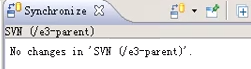 Synchronize
SVN (/e3-parent)
No changes in 'SVN (/e3-parent)'.